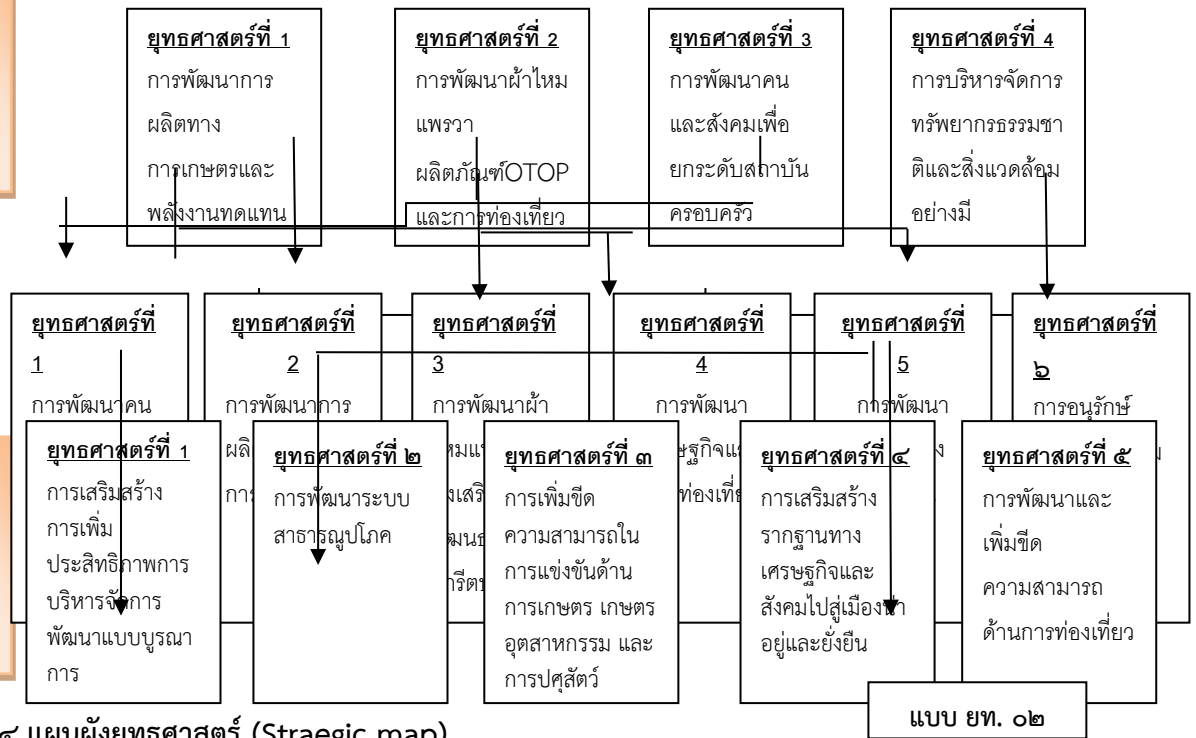 ยุทธศาสตร์ที่ 1
การพัฒนาการ
ผลิตทาง
การเกษตรและ
พลังงานทดแทน
ยุทธศาสตร์ที่ 2
การพัฒนาผ้าไหม
แพรวา
ผลิตภัณฑ์OTOP
และการท่องเที่ยว
ยุทธศาสตร์ที่ 3
การพัฒนาคน
และสังคมเพื่อ
ยกระดับสถาบัน
ครอบครัว
ยุทธศาสตร์ที่ 4
การบริหารจัดการ
ทรัพยากรธรรมชา
ติและสิ่งแวดล้อม
อย่างมี
ยุทธศาสตร์ที่
1
การพัฒนาคน
ยุทธศาสตร์ที่
2
การพัฒนาการ
ยุทธศาสตร์ที่
3
การพัฒนาผ้า
ยุทธศาสตร์ที่
4
การพัฒนา
ยุทธศาสตร์ที่
5
การพัฒนา
ยุทธศาสตร์ที่
๖
การอนุรักษ์
ยุทธศาสตร์ที่ 1
การเสริมสร้าง
การเพิ่ม
ประสิทธิภาพการ
บริหารจัดการ
พัฒนาแบบบูรณา
การ
ยุทธศาสตร์ที่ ๒
การพัฒนาระบบ
สาธารณูปโภค
ยุทธศาสตร์ที่ ๓
การเพิ่มขีด
ความสามารถใน
การแข่งขันด้าน
การเกษตร เกษตร
อุตสาหกรรม และ
การปศุสัตว์
ยุทธศาสตร์ที่ ๔
การเสริมสร้าง
รากฐานทาง
เศรษฐกิจและ
สังคมไปสู่เมืองน่า
อยู่และยั่งยืน
ยุทธศาสตร์ที่ ๕
การพัฒนาและ
เพิ่มขีด
ความสามารถ
ด้านการท่องเที่ยว
แบบ ยท. ๐๒
๔ แผนผังยุทธศาสตร์ (Straegic map)